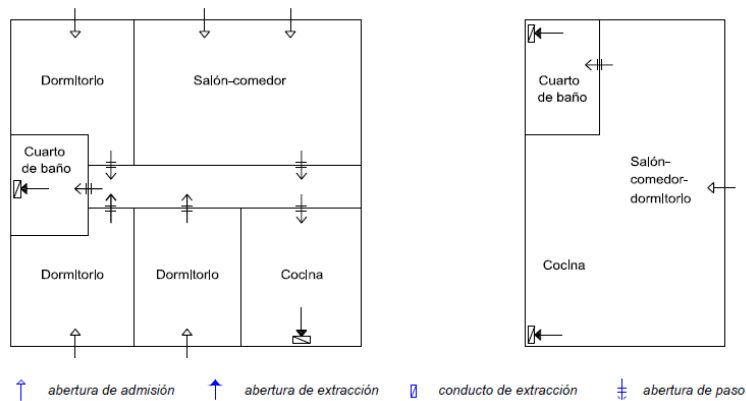 Dormitorio
Salón-comedor
Cuarto
de baño
Dormitorio
Dormitorio
Cocina
Cuarto
de baño
Salón-
comedor-
dormitorio
Cocina
abertura de admisión
abertura de extracción
conducto de extracción
abertura de paso